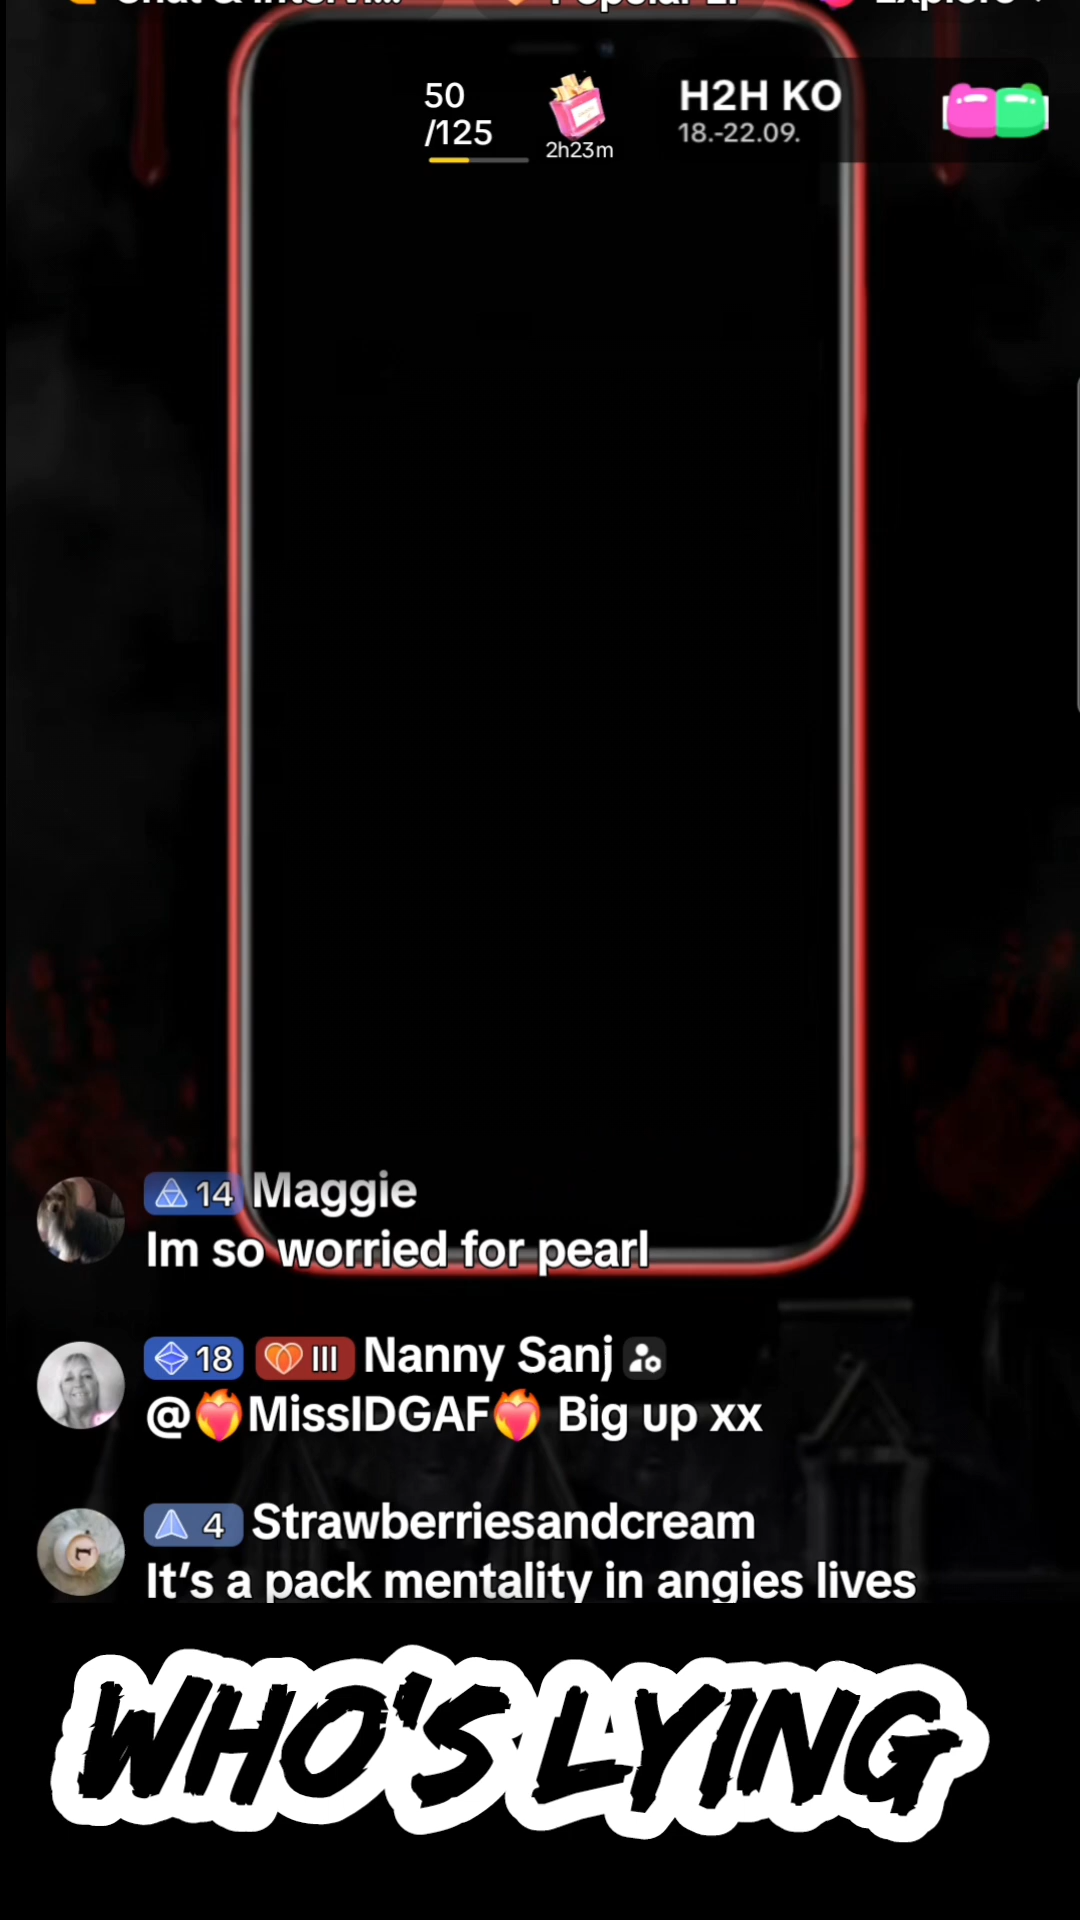 50
/125
2h23m
H2H KO
18.-22.09.
14 Maggie
Im so worried for pearl
18 III Nanny Sanj
@❤️‍🔥MissIDGAF❤️‍🔥 Big up xx
4 Strawberriesandcream
It's a pack mentality in angies lives
WHO'S LYING